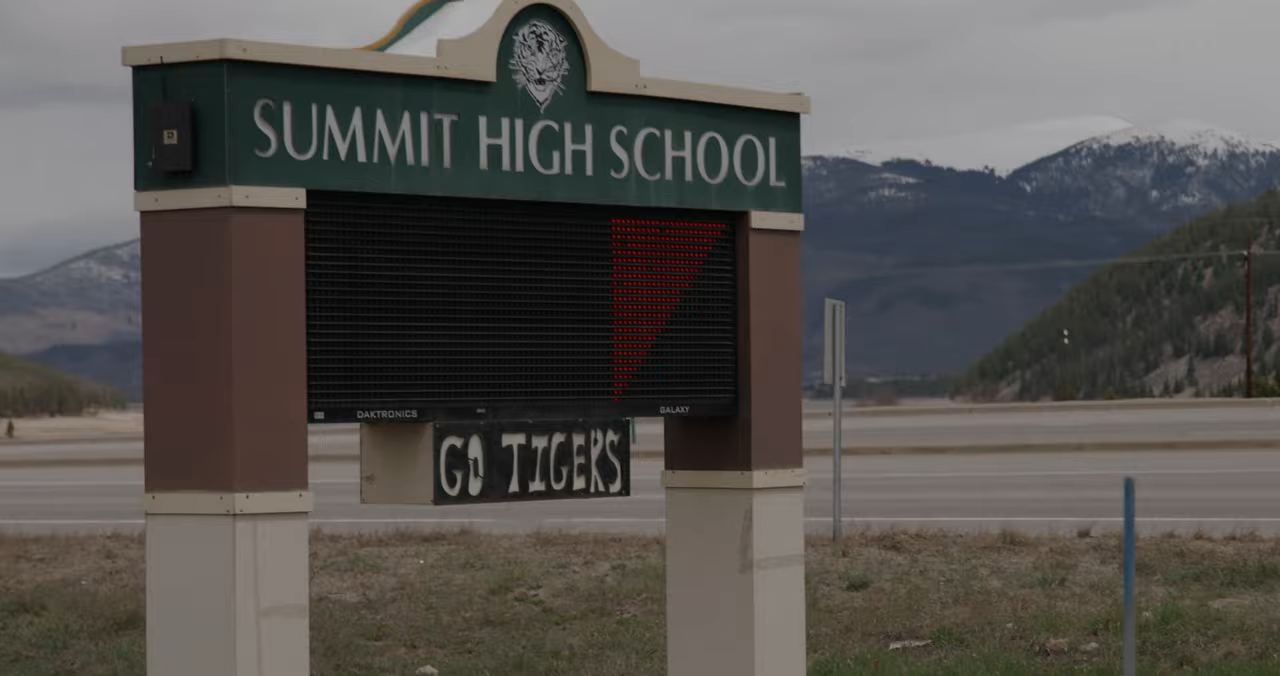 SUMMIT HIGH SCHOOL
DAKTRONICS
GALAXY
GO TIGERS